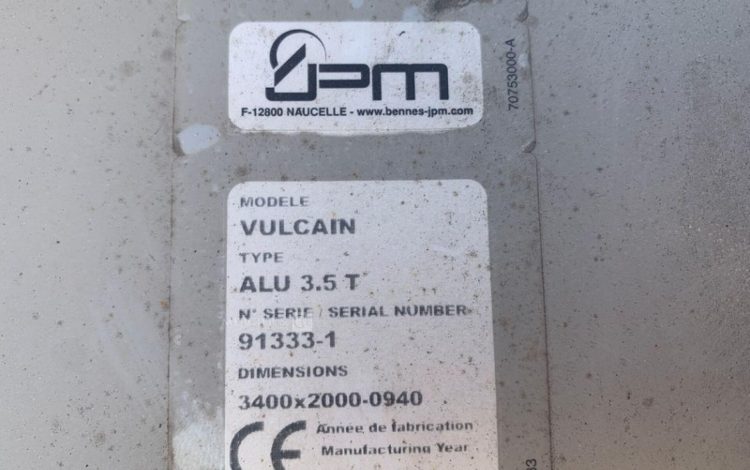 JPM
F-12800 NAUCELLE - www.bennes-jpm.com
70753000-A
MODELE
VULCAIN
TYPE
ALU 3.5 T
N° SERIE / SERIAL NUMBER
91333-1
DIMENSIONS
3400x2000-0940
CE
Année de fabrication
Manufacturing Year